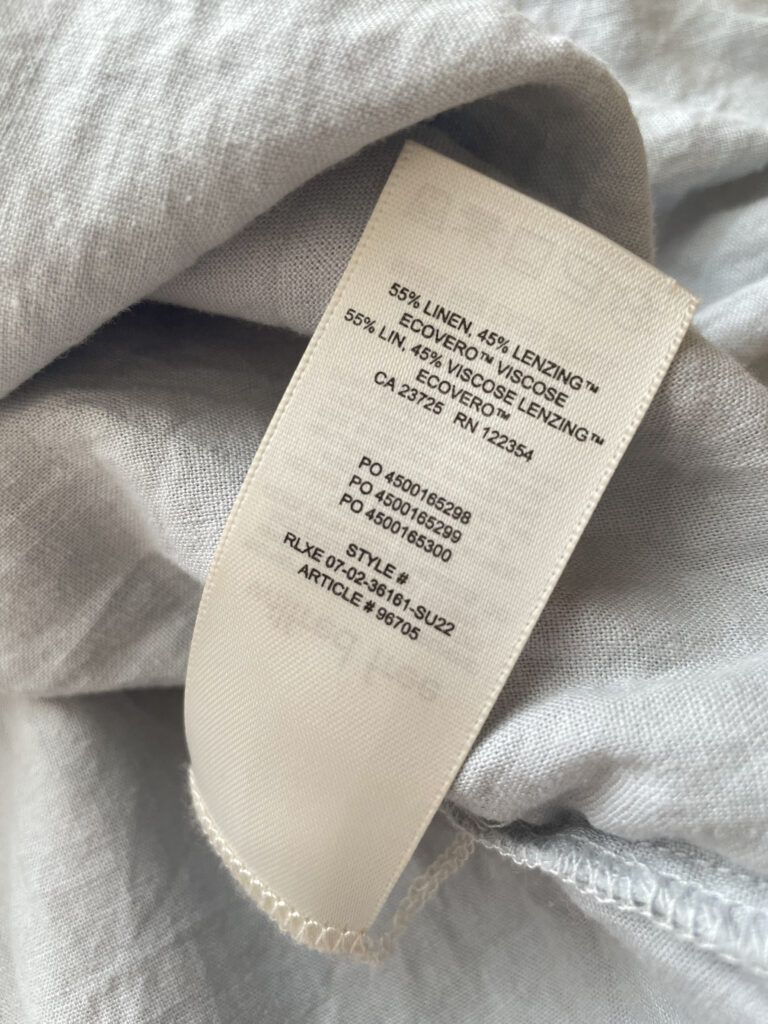 55% LINEN, 45% LENZING™
ECOVERO™ VISCOSE
55% LIN, 45% VISCOSE LENZING™
ECOVERO™
CA 23725 RN 122354
PO 4500165298
PO 4500165299
PO 4500165300
STYLE #
RLXE 07-02-36161-SU22
ARTICLE # 96705